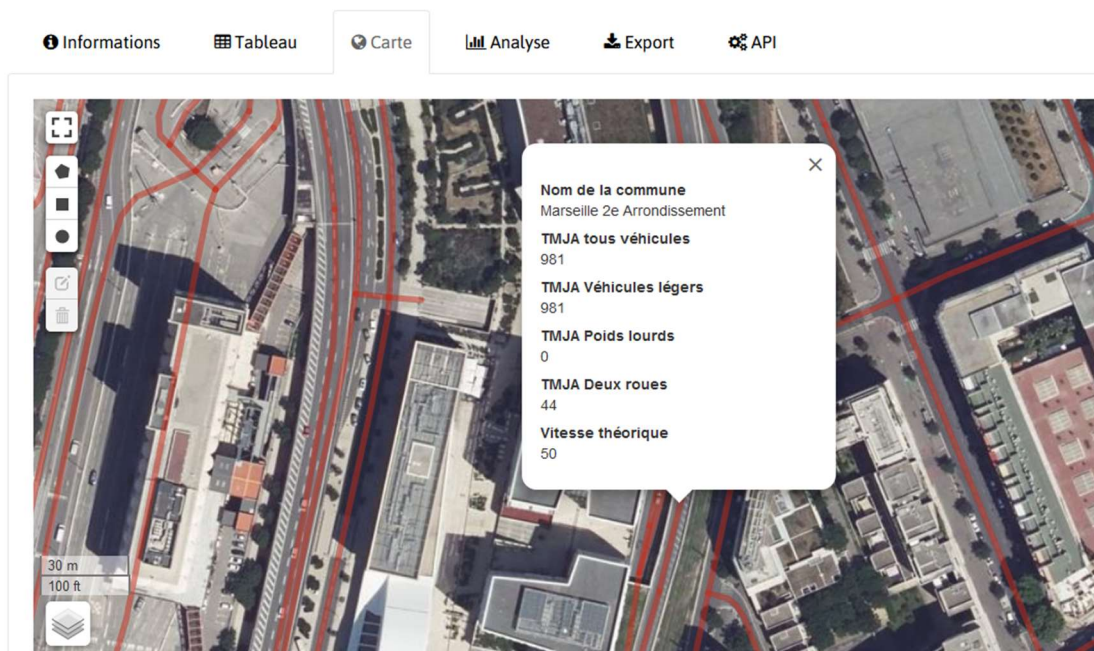 Informations
Tableau
Carte
Analyse
Export
API
Nom de la commune
Marseille 2e Arrondissement
TMJA tous véhicules
981
TMJA Véhicules légers
981
TMJA Poids lourds
0
TMJA Deux roues
44
Vitesse théorique
50
30 m
100 ft